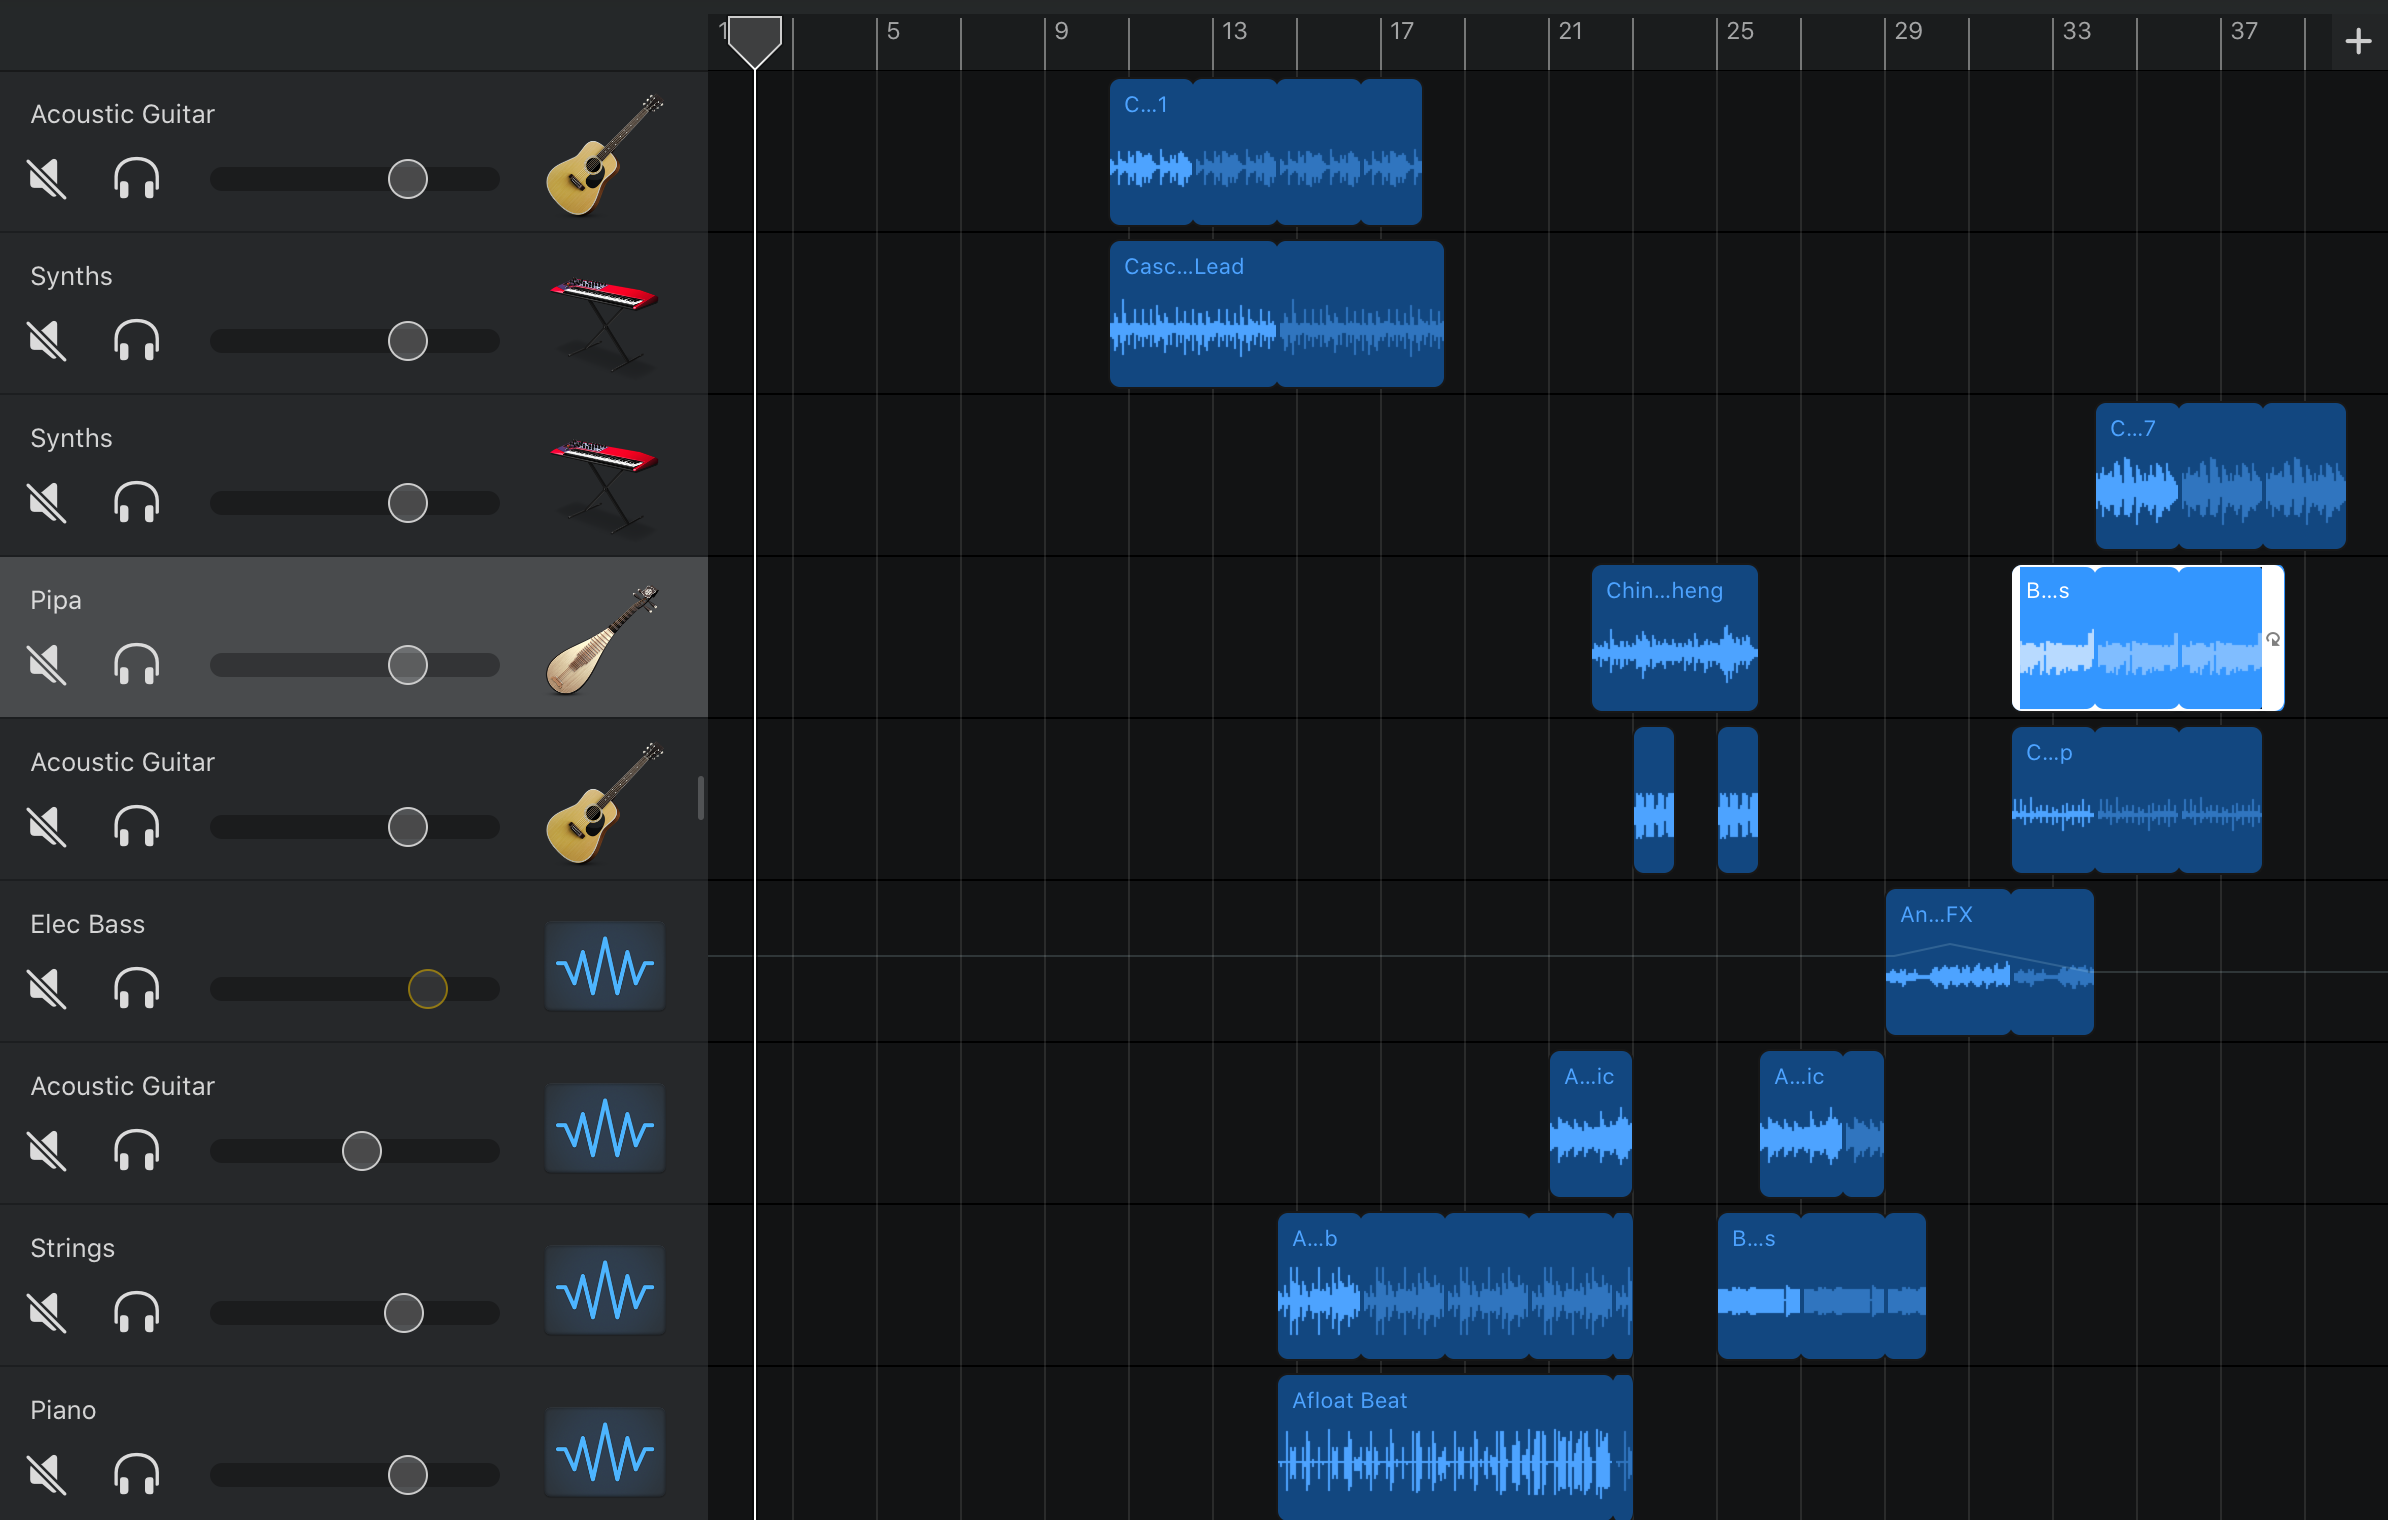 1 5 9 13 17 21 25 29 33 37
Acoustic Guitar
C...1
Synths
Casc...Lead
Synths
C...7
Pipa
Chin...heng
B...s
Acoustic Guitar
C...p
Elec Bass
An...FX
Acoustic Guitar
A...ic
A...ic
Strings
A...b
B...s
Piano
Afloat Beat